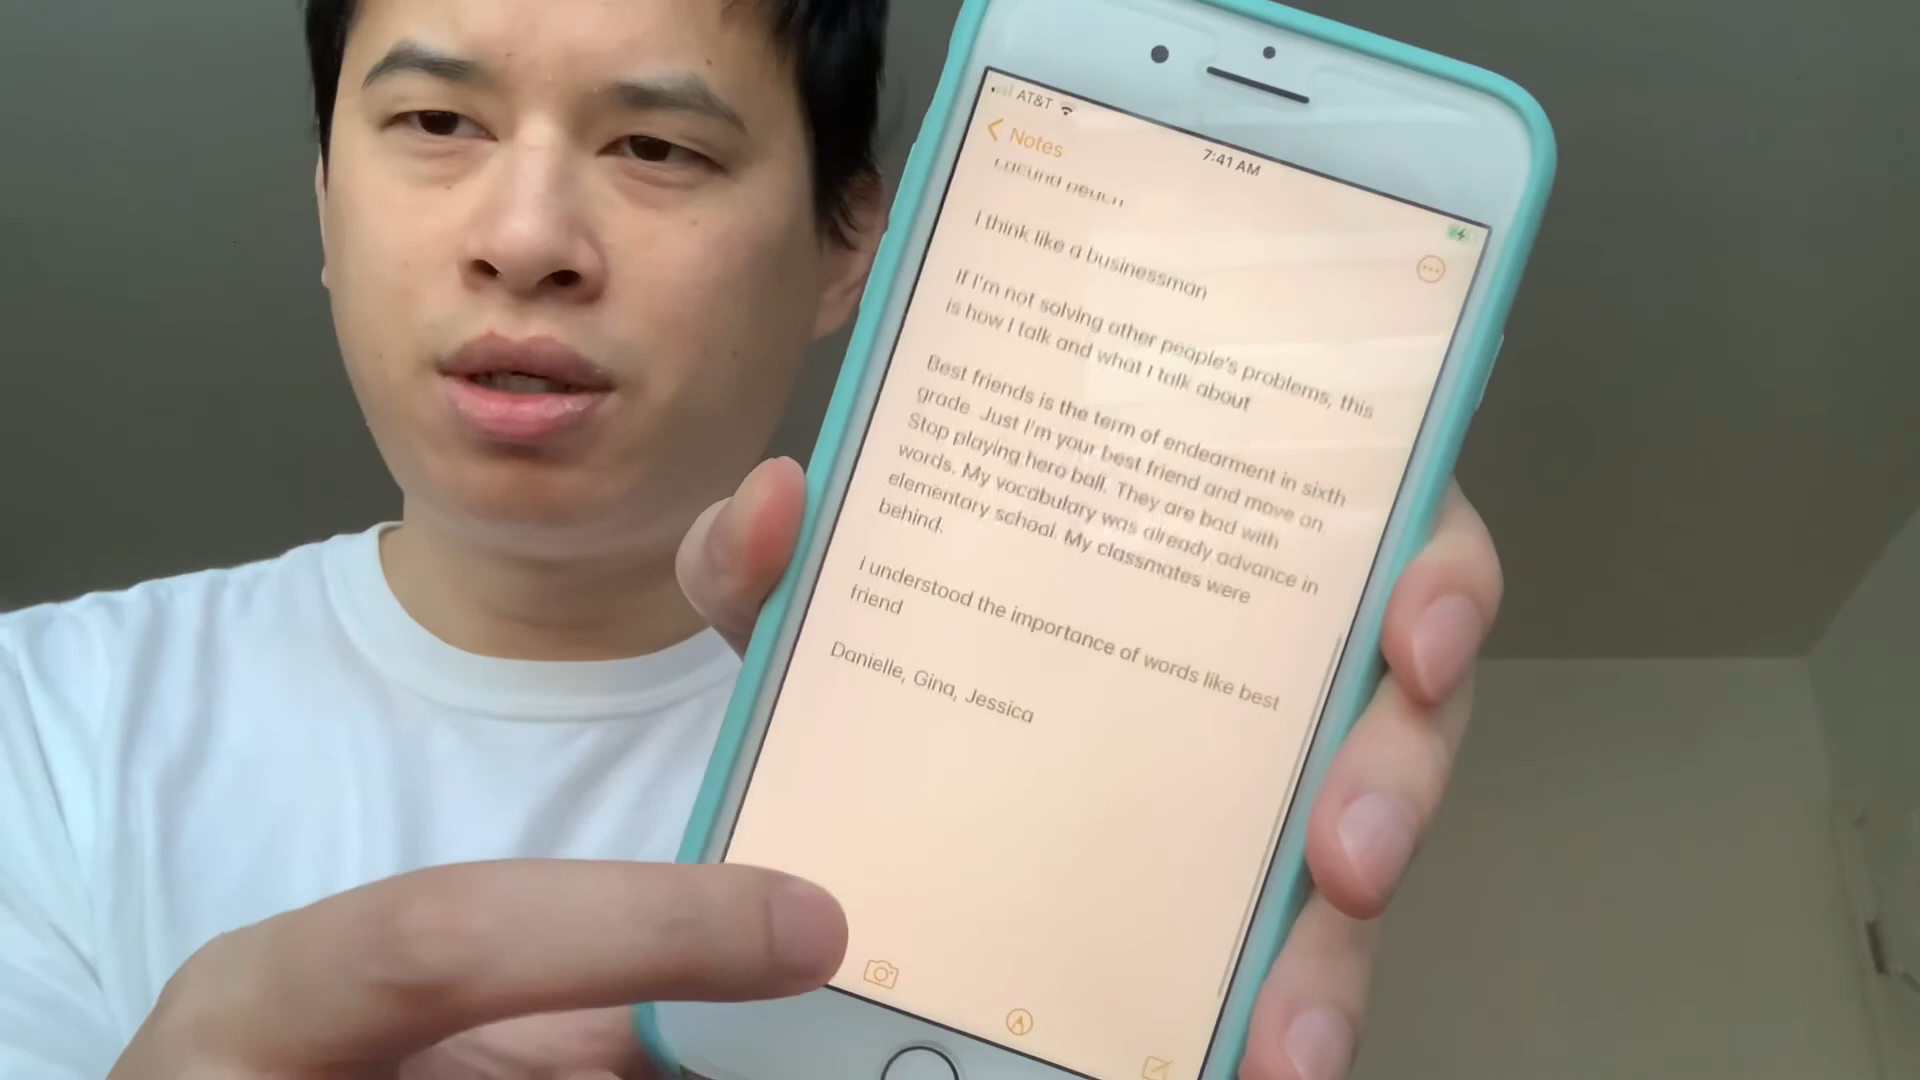 AT&T
7:41 AM
Notes
I think like a businessman
If I'm not solving other people's problems, this
is how I talk and what I talk about
Best friends is the term of endearment in sixth
grade Just I'm your best friend and move on.
Stop playing hero ball. They are bad with
words. My vocabulary was already advance in
elementary school. My classmates were
behind.
I understood the importance of words like best
friend
Danielle, Gina, Jessica